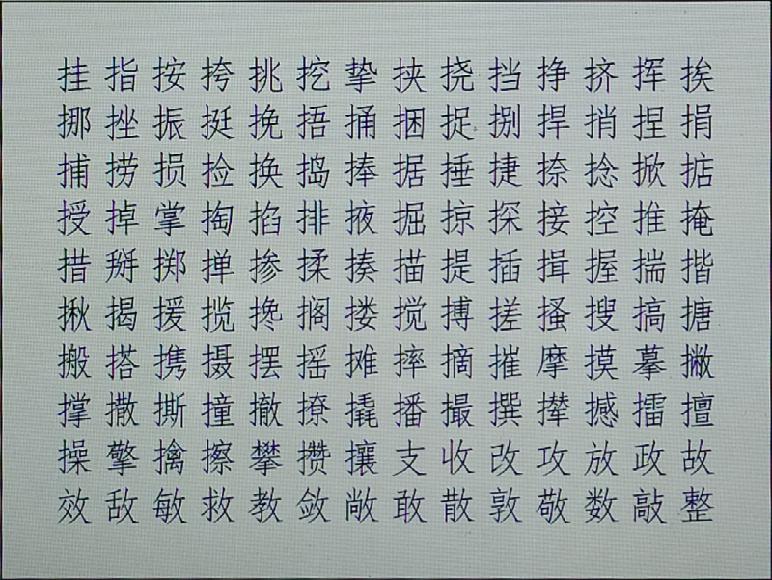 挂指按挎挑挖挚挟挠挡挣挤挥挨
挪挫振挺挽捂捅捆捉捌捍捎捏捐
捕捞损捡换捣捧据捶捷捺捻掀掂
授掉掌掏掐排掖掘掠探接控推掩
措掰掷掸掺揉揍描提插揖握揣揩
揪揭援揽搀搁搂搅搏搓搔搜搞搪
搬搭携摄摆摇摊摔摘摧摩摸摹撇
撑撒撕撞撤撩撬播撮撰撵撼擂擅
操擎擒擦攀攒攘支收改攻放政故
效敌敏救教敛敞敢散敦敬数敲整